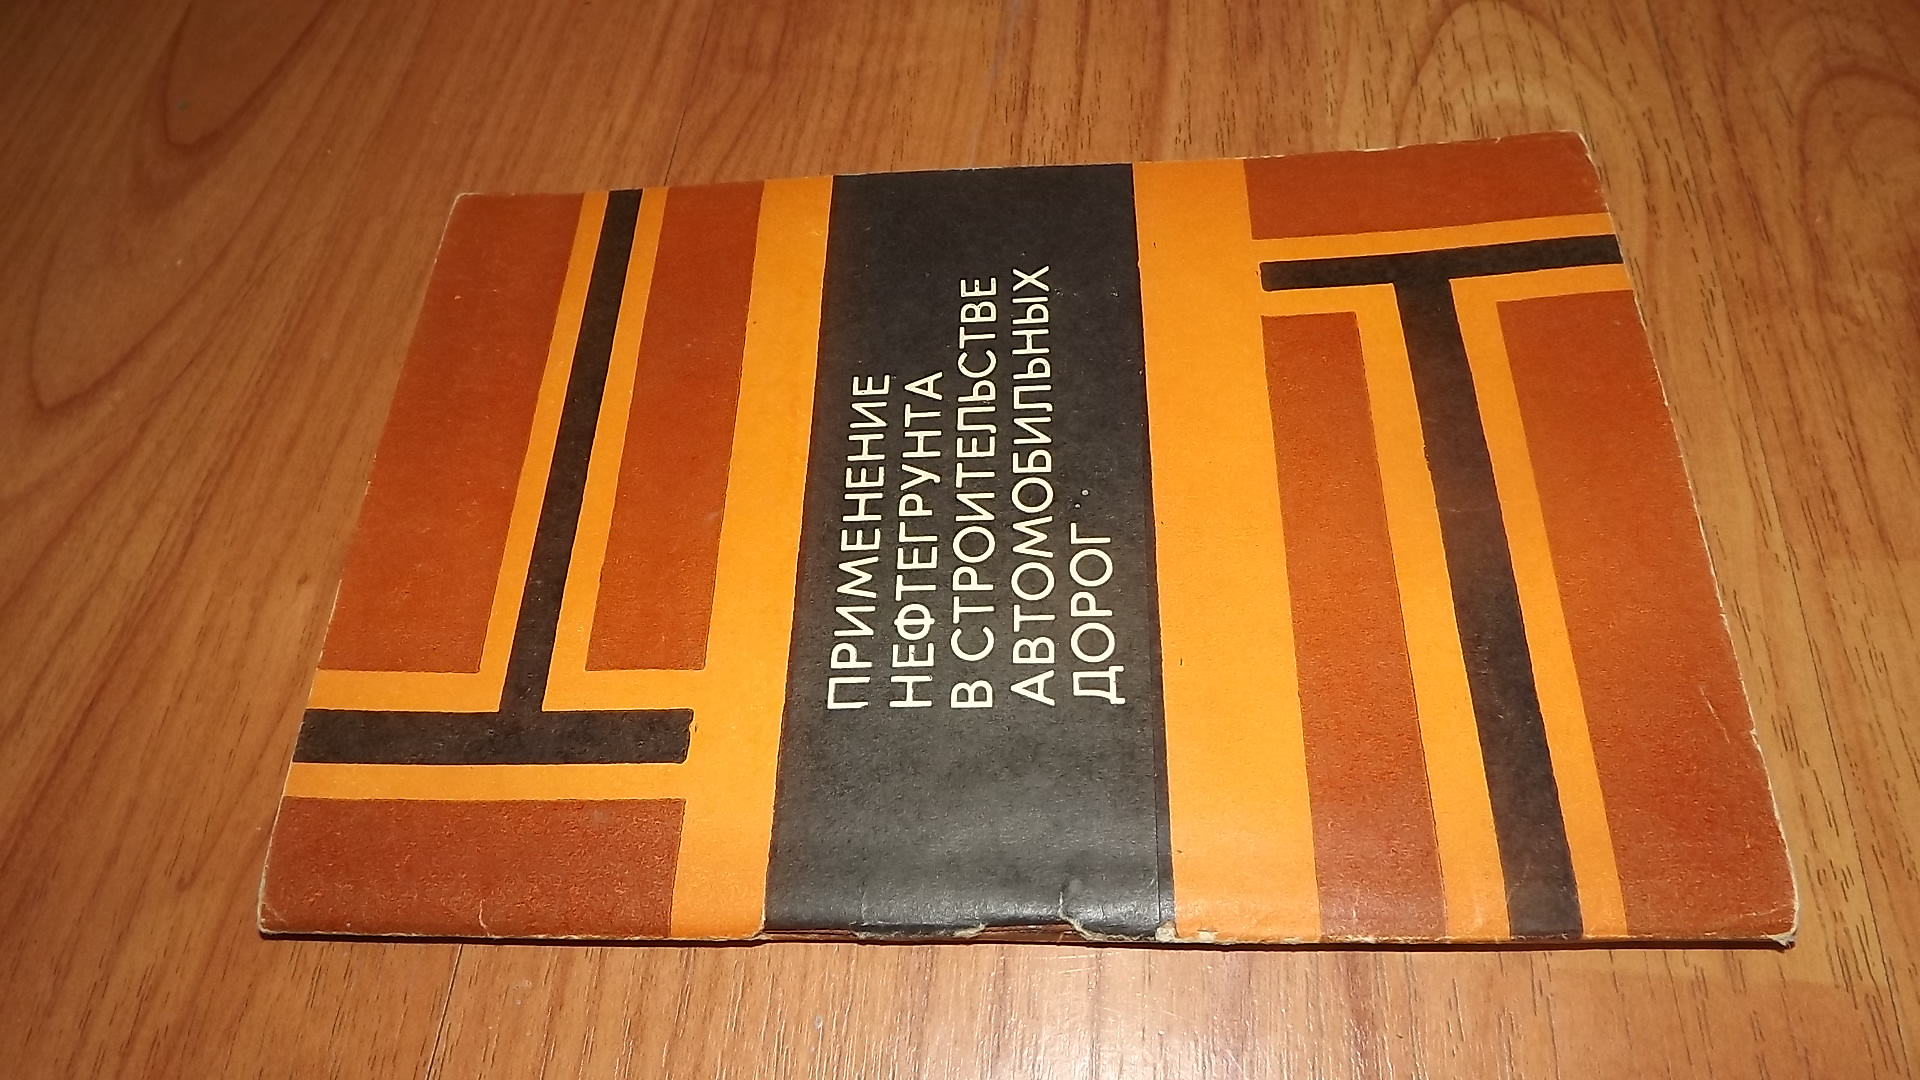 ПРИМЕНЕНИЕ
НЕФТЕГРУНТА
В СТРОИТЕЛЬСТВЕ
АВТОМОБИЛЬНЫХ
ДОРОГ